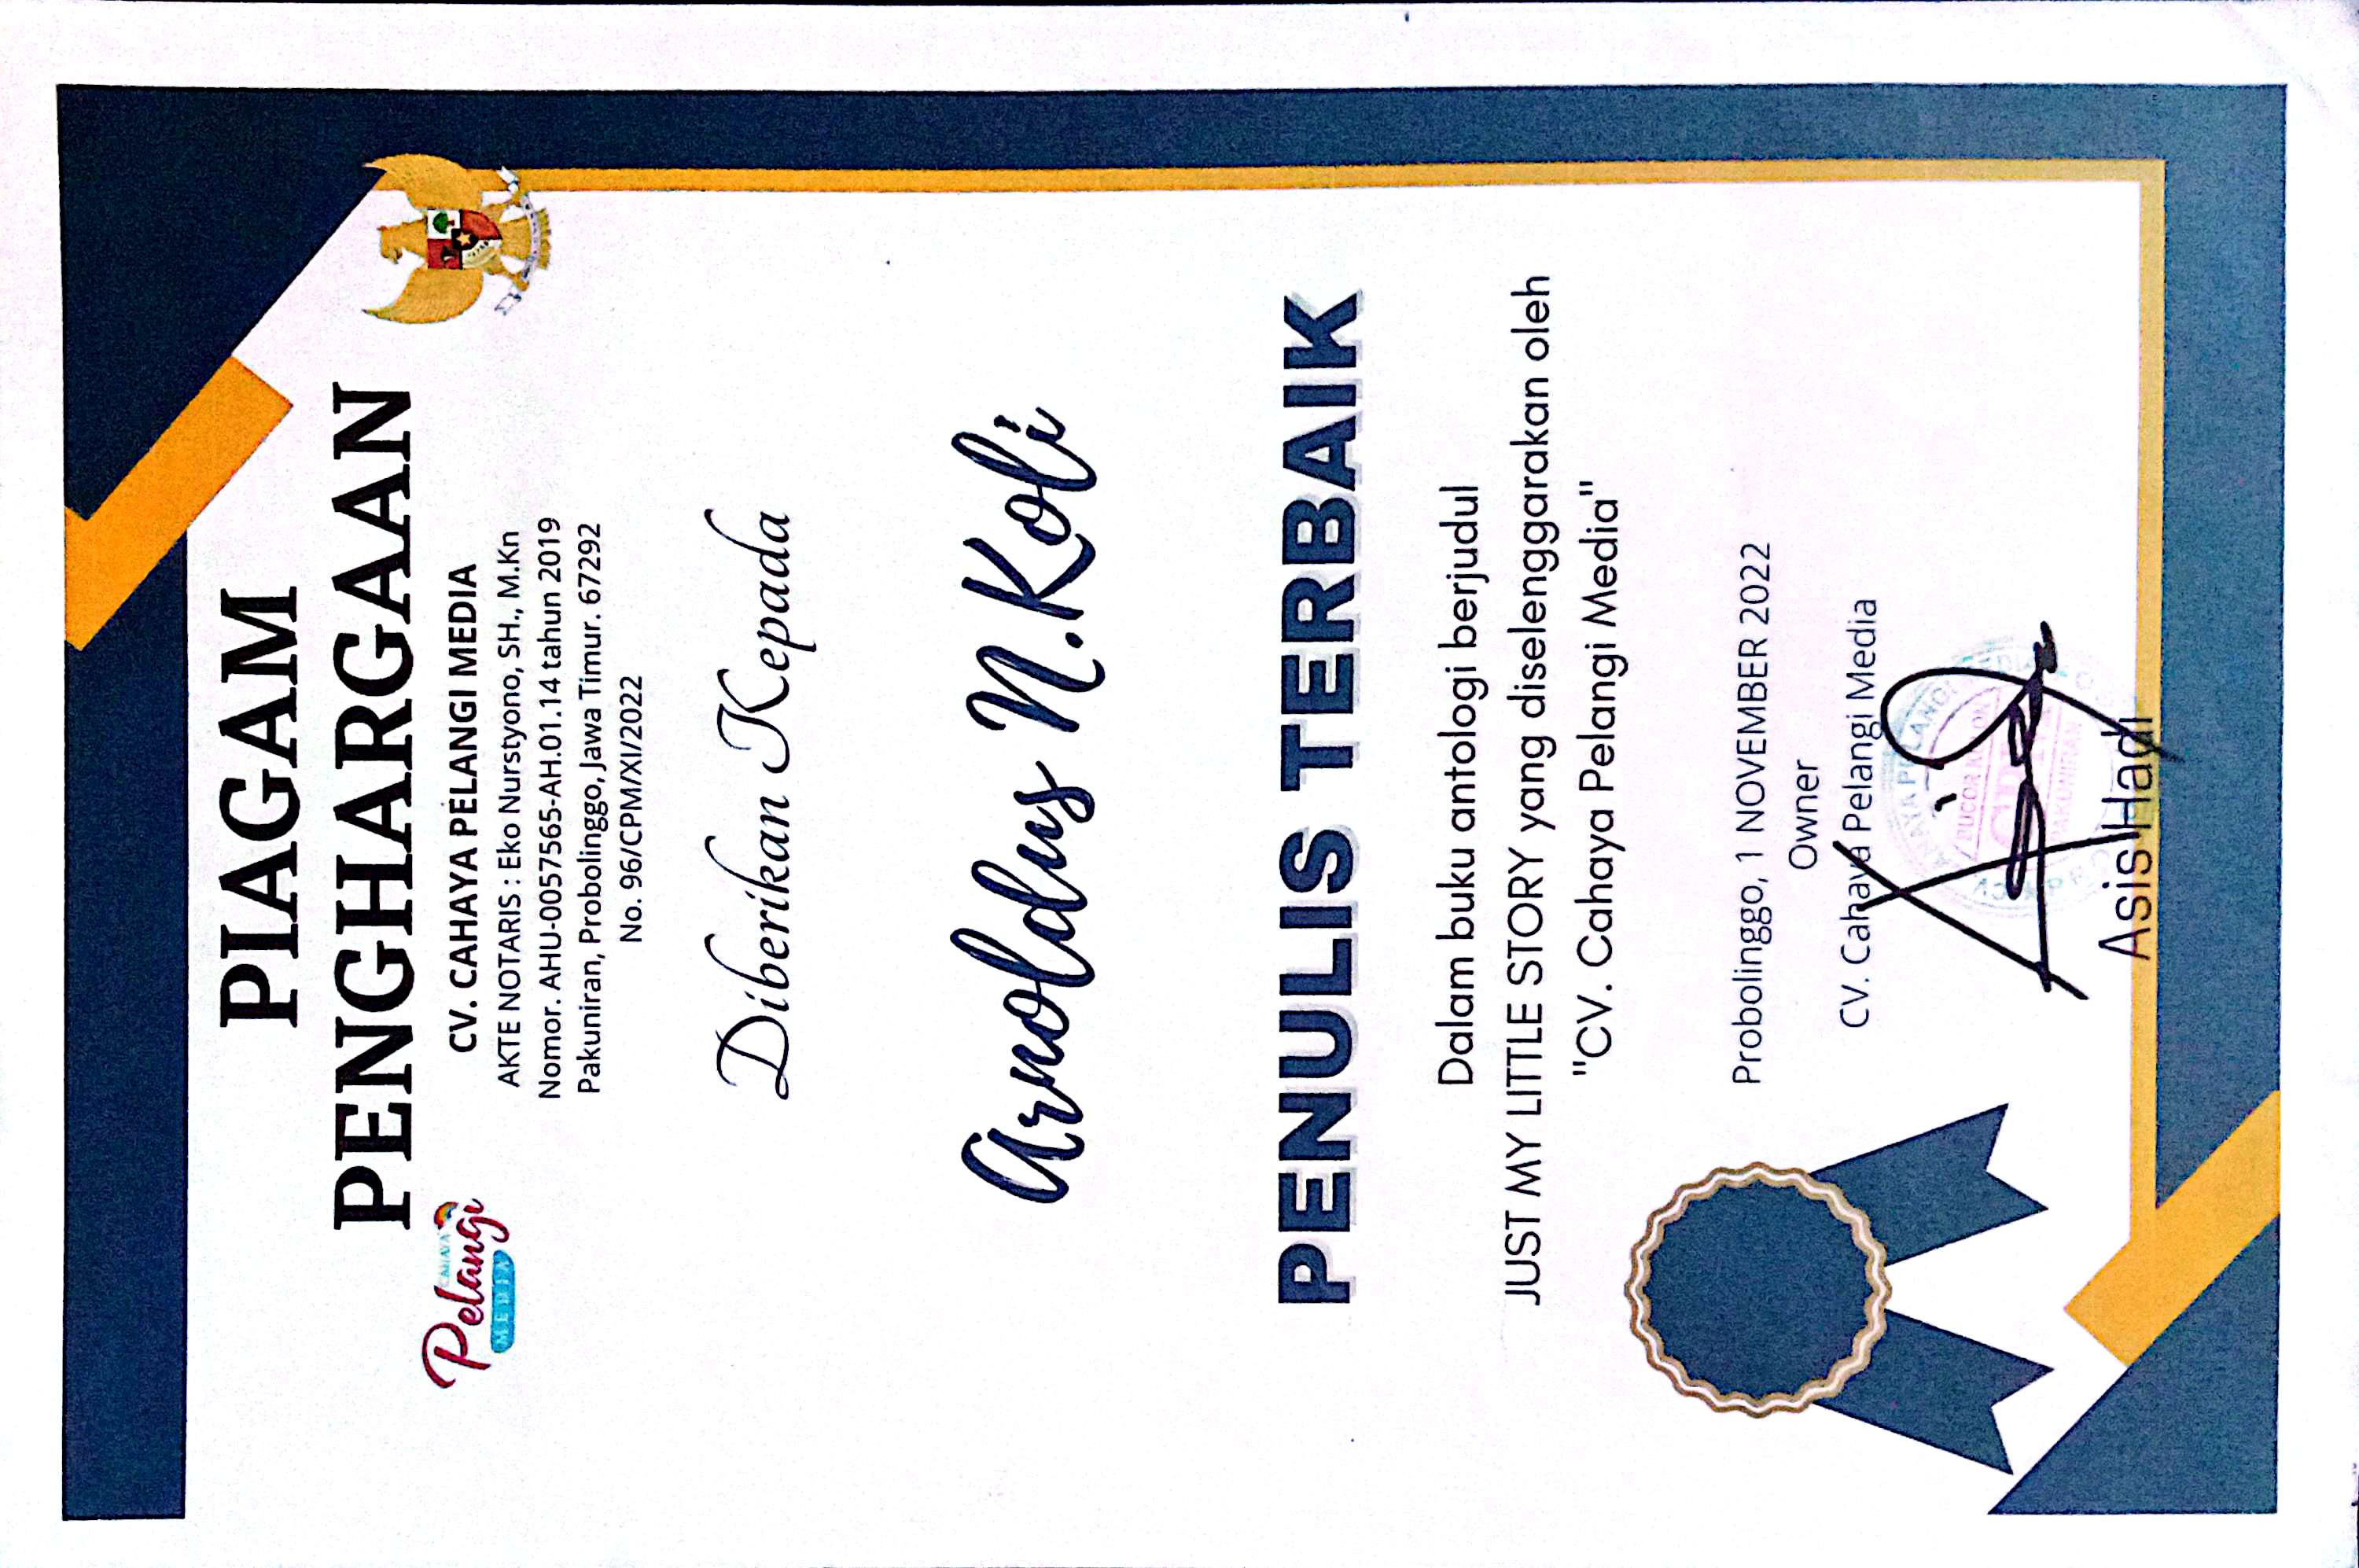 PIAGAM
PENGHARGAAN
CAHAYA
Pelangi
MEDIA
CV. CAHAYA PELANGI MEDIA
AKTE NOTARIS : Eko Nurstyono, SH., M.Kn
Nomor. AHU-0057565-AH.01.14 tahun 2019
Pakuniran, Probolinggo, Jawa Timur. 67292
No. 96/CPM/XI/2022
Diberikan Kepada
Arnoldus N.Koli
PENULIS TERBAIK
Dalam buku antologi berjudul
JUST MY LITTLE STORY yang diselenggarakan oleh
"CV. Cahaya Pelangi Media"
Probolinggo, 1 NOVEMBER 2022
Owner
CV. Cahaya Pelangi Media
Asis Hadi